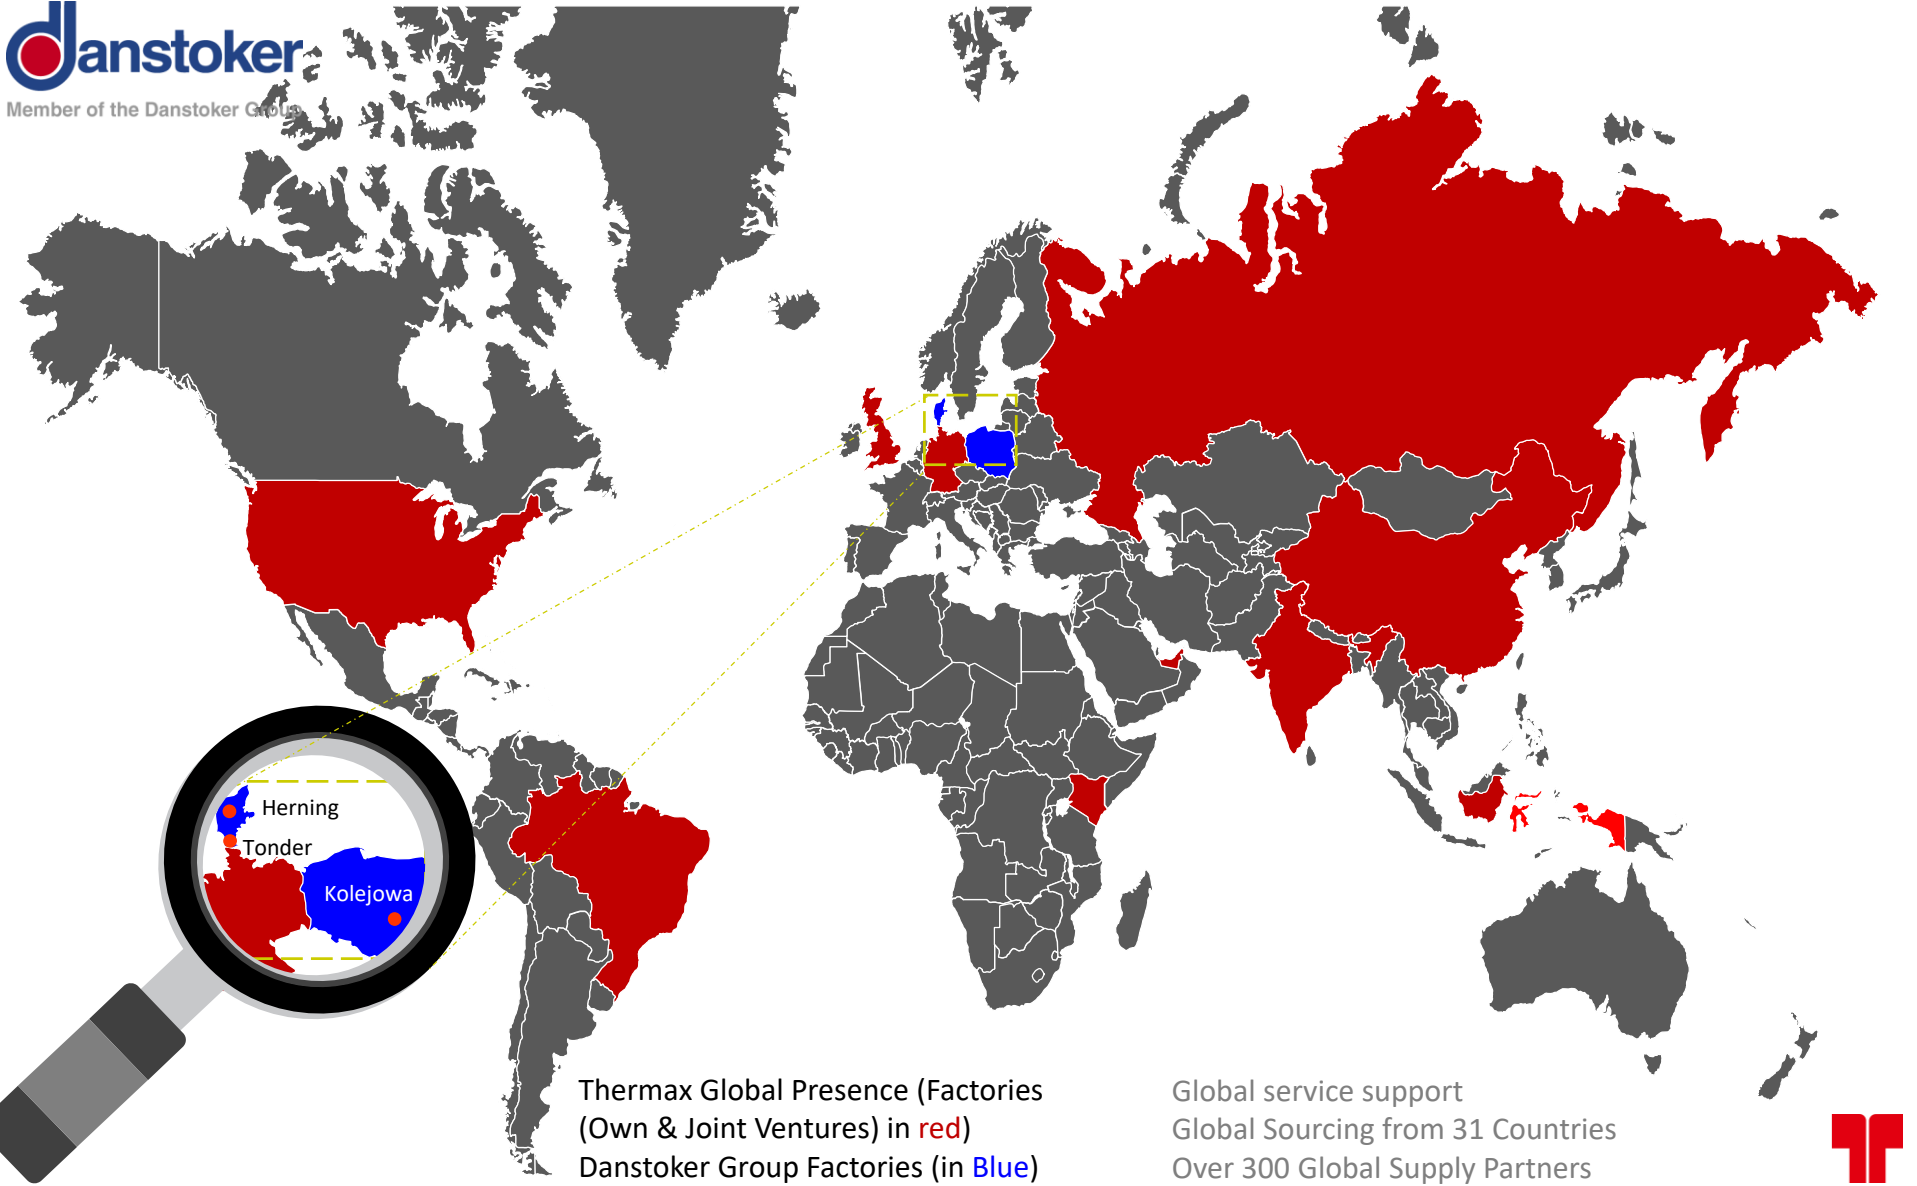 danstoker
Member of the Danstoker Group
Herning
Tonder
Kolejowa
Thermax Global Presence (Factories
(Own & Joint Ventures) in red)
Danstoker Group Factories (in Blue)
Global service support
Global Sourcing from 31 Countries
Over 300 Global Supply Partners